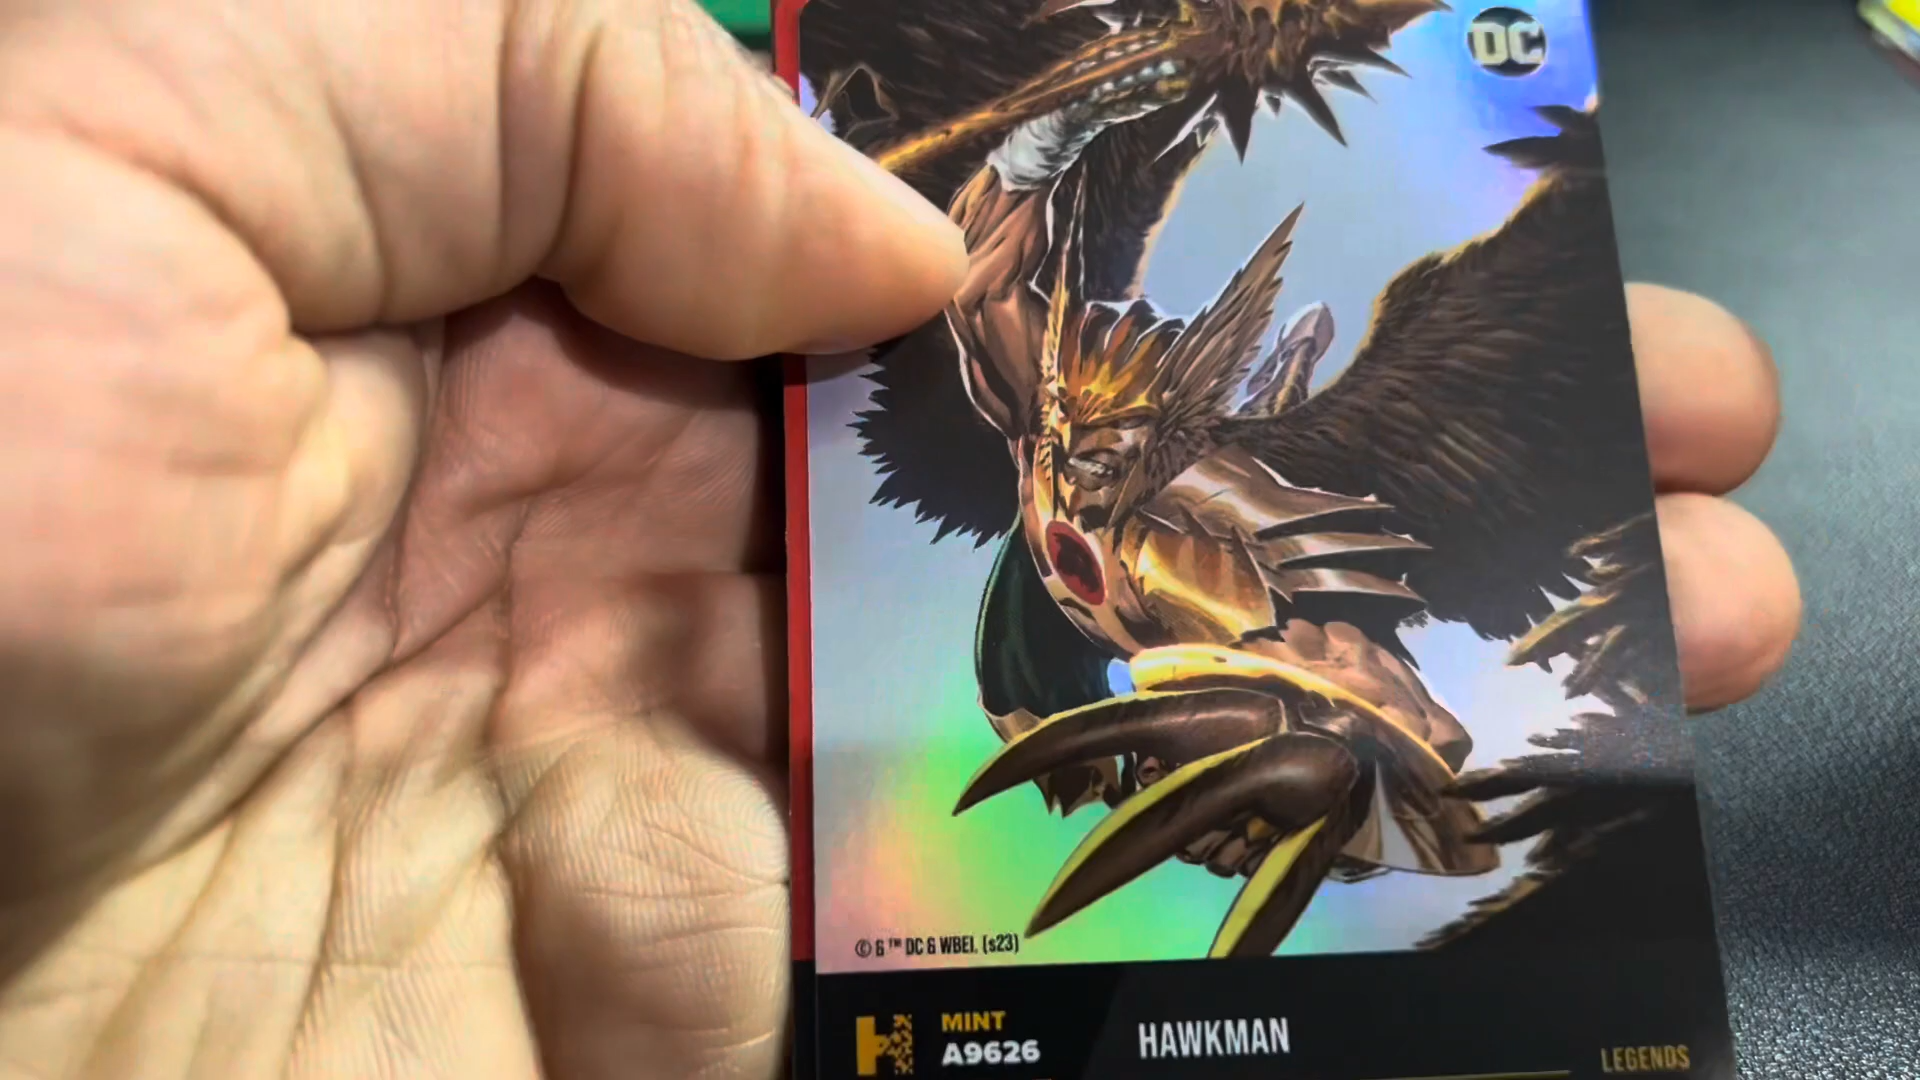 DC
© & ™ DC & WBEI. (s23)
MINT
A9626
HAWKMAN
LEGENDS